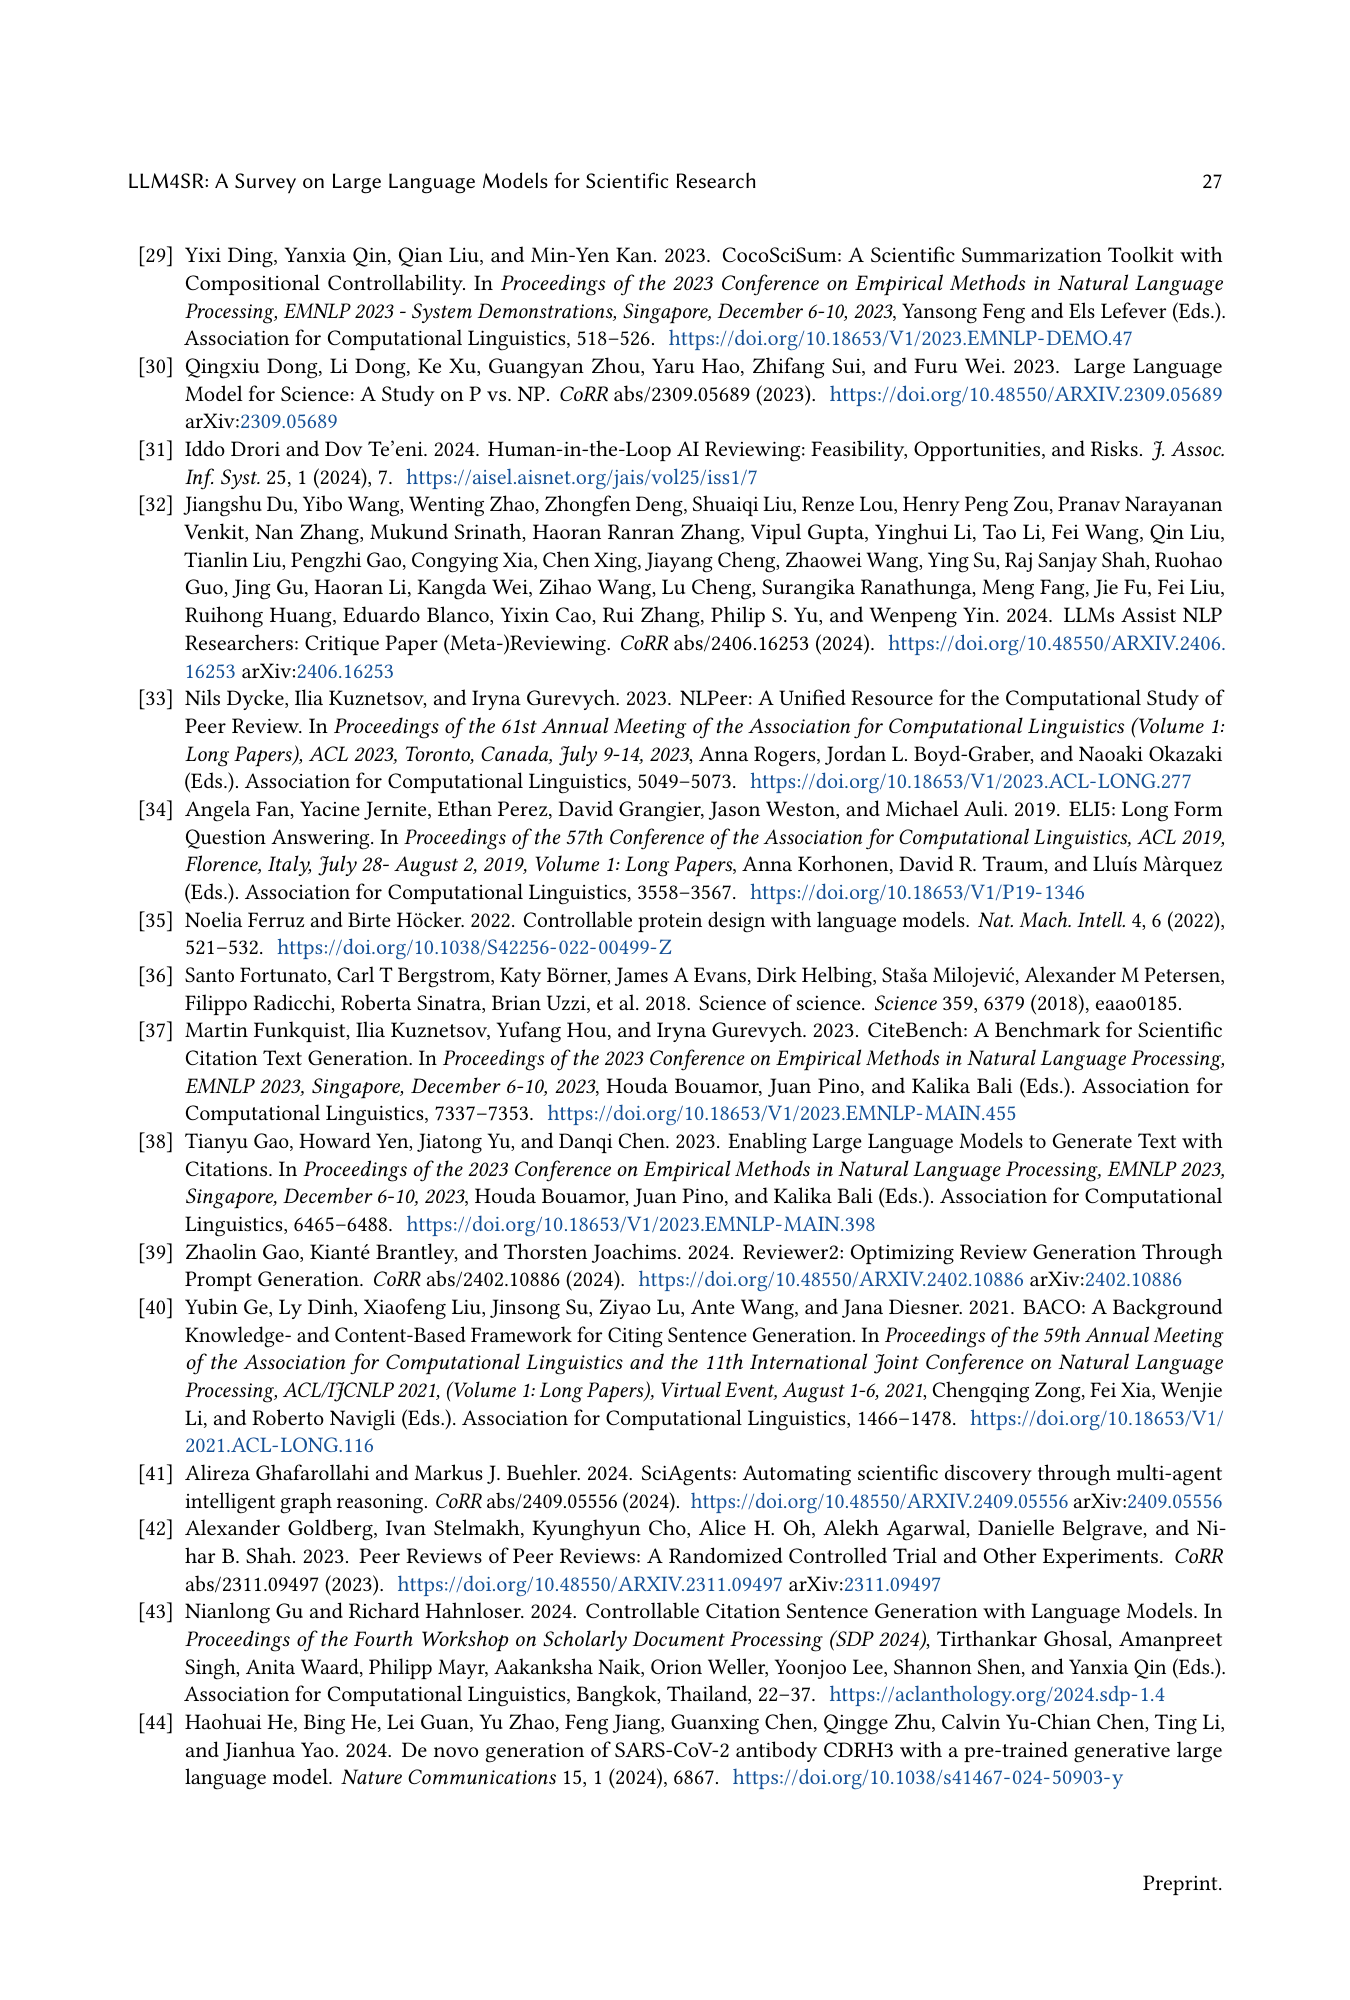 LLM4SR: A Survey on Large Language Models for Scientific Research 27
[29] Yixi Ding, Yanxia Qin, Qian Liu, and Min-Yen Kan. 2023. CocoSciSum: A Scientific Summarization Toolkit with
Compositional Controllability. In Proceedings of the 2023 Conference on Empirical Methods in Natural Language
Processing, EMNLP 2023 - System Demonstrations, Singapore, December 6-10, 2023, Yansong Feng and Els Lefever (Eds.).
Association for Computational Linguistics, 518–526. https://doi.org/10.18653/V1/2023.EMNLP-DEMO.47
[30] Qingxiu Dong, Li Dong, Ke Xu, Guangyan Zhou, Yaru Hao, Zhifang Sui, and Furu Wei. 2023. Large Language
Model for Science: A Study on P vs. NP. CoRR abs/2309.05689 (2023). https://doi.org/10.48550/ARXIV.2309.05689
arXiv:2309.05689
[31] Iddo Drori and Dov Te'eni. 2024. Human-in-the-Loop AI Reviewing: Feasibility, Opportunities, and Risks. J. Assoc.
Inf. Syst. 25, 1 (2024), 7. https://aisel.aisnet.org/jais/vol25/iss1/7
[32] Jiangshu Du, Yibo Wang, Wenting Zhao, Zhongfen Deng, Shuaiqi Liu, Renze Lou, Henry Peng Zou, Pranav Narayanan
Venkit, Nan Zhang, Mukund Srinath, Haoran Ranran Zhang, Vipul Gupta, Yinghui Li, Tao Li, Fei Wang, Qin Liu,
Tianlin Liu, Pengzhi Gao, Congying Xia, Chen Xing, Jiayang Cheng, Zhaowei Wang, Ying Su, Raj Sanjay Shah, Ruohao
Guo, Jing Gu, Haoran Li, Kangda Wei, Zihao Wang, Lu Cheng, Surangika Ranathunga, Meng Fang, Jie Fu, Fei Liu,
Ruihong Huang, Eduardo Blanco, Yixin Cao, Rui Zhang, Philip S. Yu, and Wenpeng Yin. 2024. LLMs Assist NLP
Researchers: Critique Paper (Meta-)Reviewing. CoRR abs/2406.16253 (2024). https://doi.org/10.48550/ARXIV.2406.
16253 arXiv:2406.16253
[33] Nils Dycke, Ilia Kuznetsov, and Iryna Gurevych. 2023. NLPeer: A Unified Resource for the Computational Study of
Peer Review. In Proceedings of the 61st Annual Meeting of the Association for Computational Linguistics (Volume 1:
Long Papers), ACL 2023, Toronto, Canada, July 9-14, 2023, Anna Rogers, Jordan L. Boyd-Graber, and Naoaki Okazaki
(Eds.). Association for Computational Linguistics, 5049–5073. https://doi.org/10.18653/V1/2023.ACL-LONG.277
[34] Angela Fan, Yacine Jernite, Ethan Perez, David Grangier, Jason Weston, and Michael Auli. 2019. ELI5: Long Form
Question Answering. In Proceedings of the 57th Conference of the Association for Computational Linguistics, ACL 2019,
Florence, Italy, July 28- August 2, 2019, Volume 1: Long Papers, Anna Korhonen, David R. Traum, and Lluís Màrquez
(Eds.). Association for Computational Linguistics, 3558–3567. https://doi.org/10.18653/V1/P19-1346
[35] Noelia Ferruz and Birte Höcker. 2022. Controllable protein design with language models. Nat. Mach. Intell. 4, 6 (2022),
521–532. https://doi.org/10.1038/S42256-022-00499-Z
[36] Santo Fortunato, Carl T Bergstrom, Katy Börner, James A Evans, Dirk Helbing, Staša Milojević, Alexander M Petersen,
Filippo Radicchi, Roberta Sinatra, Brian Uzzi, et al. 2018. Science of science. Science 359, 6379 (2018), eaao0185.
[37] Martin Funkquist, Ilia Kuznetsov, Yufang Hou, and Iryna Gurevych. 2023. CiteBench: A Benchmark for Scientific
Citation Text Generation. In Proceedings of the 2023 Conference on Empirical Methods in Natural Language Processing,
EMNLP 2023, Singapore, December 6-10, 2023, Houda Bouamor, Juan Pino, and Kalika Bali (Eds.). Association for
Computational Linguistics, 7337–7353. https://doi.org/10.18653/V1/2023.EMNLP-MAIN.455
[38] Tianyu Gao, Howard Yen, Jiatong Yu, and Danqi Chen. 2023. Enabling Large Language Models to Generate Text with
Citations. In Proceedings of the 2023 Conference on Empirical Methods in Natural Language Processing, EMNLP 2023,
Singapore, December 6-10, 2023, Houda Bouamor, Juan Pino, and Kalika Bali (Eds.). Association for Computational
Linguistics, 6465–6488. https://doi.org/10.18653/V1/2023.EMNLP-MAIN.398
[39] Zhaolin Gao, Kianté Brantley, and Thorsten Joachims. 2024. Reviewer2: Optimizing Review Generation Through
Prompt Generation. CoRR abs/2402.10886 (2024). https://doi.org/10.48550/ARXIV.2402.10886 arXiv:2402.10886
[40] Yubin Ge, Ly Dinh, Xiaofeng Liu, Jinsong Su, Ziyao Lu, Ante Wang, and Jana Diesner. 2021. BACO: A Background
Knowledge- and Content-Based Framework for Citing Sentence Generation. In Proceedings of the 59th Annual Meeting
of the Association for Computational Linguistics and the 11th International Joint Conference on Natural Language
Processing, ACL/IJCNLP 2021, (Volume 1: Long Papers), Virtual Event, August 1-6, 2021, Chengqing Zong, Fei Xia, Wenjie
Li, and Roberto Navigli (Eds.). Association for Computational Linguistics, 1466–1478. https://doi.org/10.18653/V1/
2021.ACL-LONG.116
[41] Alireza Ghafarollahi and Markus J. Buehler. 2024. SciAgents: Automating scientific discovery through multi-agent
intelligent graph reasoning. CoRR abs/2409.05556 (2024). https://doi.org/10.48550/ARXIV.2409.05556 arXiv:2409.05556
[42] Alexander Goldberg, Ivan Stelmakh, Kyunghyun Cho, Alice H. Oh, Alekh Agarwal, Danielle Belgrave, and Ni-
har B. Shah. 2023. Peer Reviews of Peer Reviews: A Randomized Controlled Trial and Other Experiments. CoRR
abs/2311.09497 (2023). https://doi.org/10.48550/ARXIV.2311.09497 arXiv:2311.09497
[43] Nianlong Gu and Richard Hahnloser. 2024. Controllable Citation Sentence Generation with Language Models. In
Proceedings of the Fourth Workshop on Scholarly Document Processing (SDP 2024), Tirthankar Ghosal, Amanpreet
Singh, Anita Waard, Philipp Mayr, Aakanksha Naik, Orion Weller, Yoonjoo Lee, Shannon Shen, and Yanxia Qin (Eds.).
Association for Computational Linguistics, Bangkok, Thailand, 22–37. https://aclanthology.org/2024.sdp-1.4
[44] Haohuai He, Bing He, Lei Guan, Yu Zhao, Feng Jiang, Guanxing Chen, Qingge Zhu, Calvin Yu-Chian Chen, Ting Li,
and Jianhua Yao. 2024. De novo generation of SARS-CoV-2 antibody CDRH3 with a pre-trained generative large
language model. Nature Communications 15, 1 (2024), 6867. https://doi.org/10.1038/s41467-024-50903-y
Preprint.